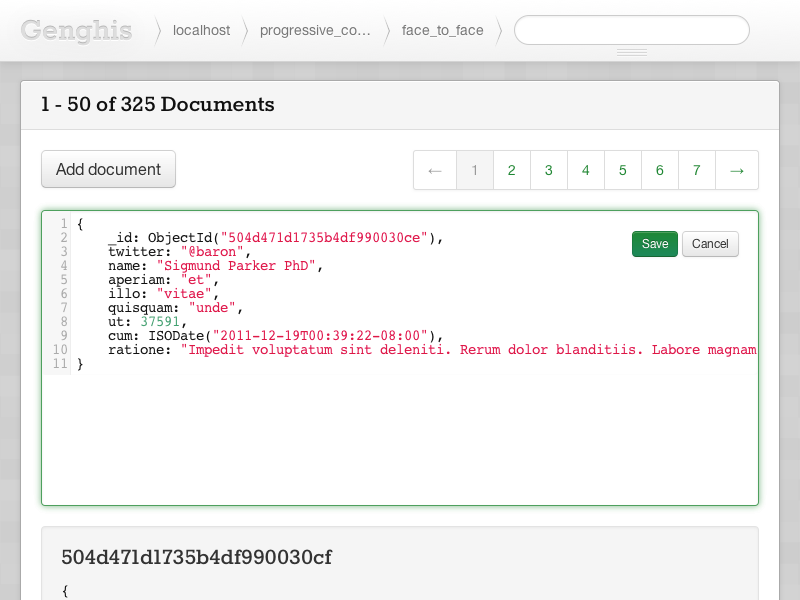 Genghis localhost progressive_co... face_to_face
1 - 50 of 325 Documents
Add document ← 1 2 3 4 5 6 7 →
1 {
2 _id: ObjectId("504d471d1735b4df990030ce"),
3 twitter: "@baron",
4 name: "Sigmund Parker PhD",
5 aperiam: "et",
6 illo: "vitae",
7 quisquam: "unde",
8 ut: 37591,
9 cum: ISODate("2011-12-19T00:39:22-08:00"),
10 ratione: "Impedit voluptatum sint deleniti. Rerum dolor blanditiis. Labore magnam
11 }
Save Cancel
504d471d1735b4df990030cf
{